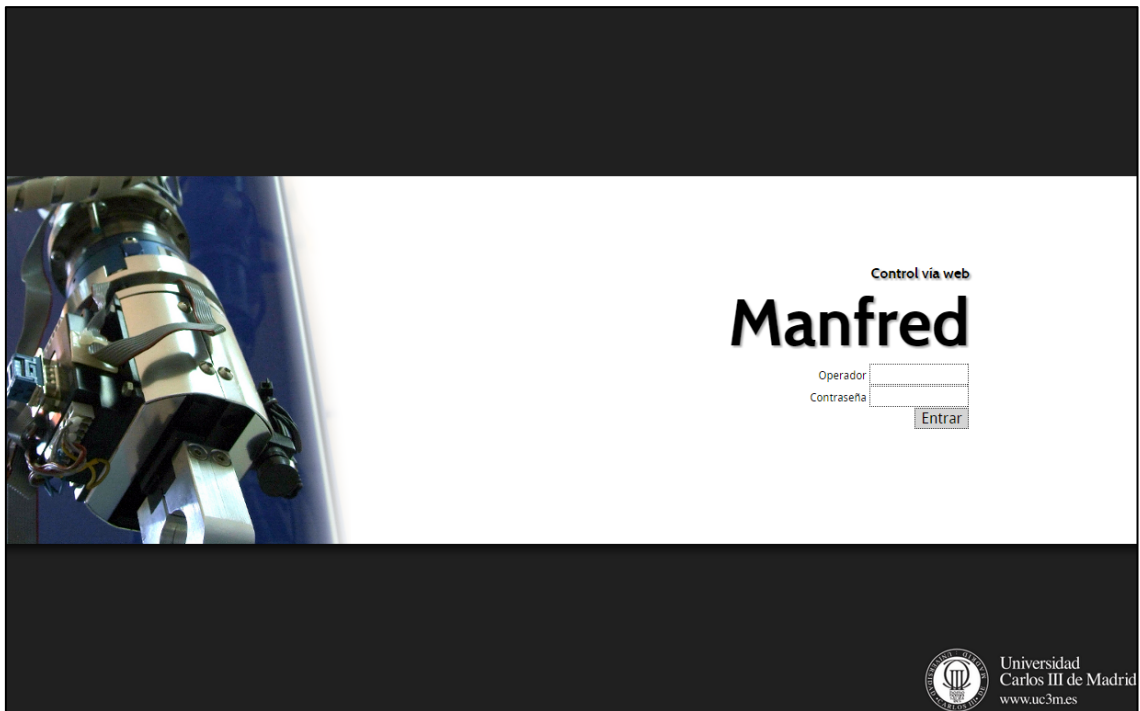 Control vía web
Manfred
Operador
Contraseña
Entrar
Universidad
Carlos III de Madrid
www.uc3m.es